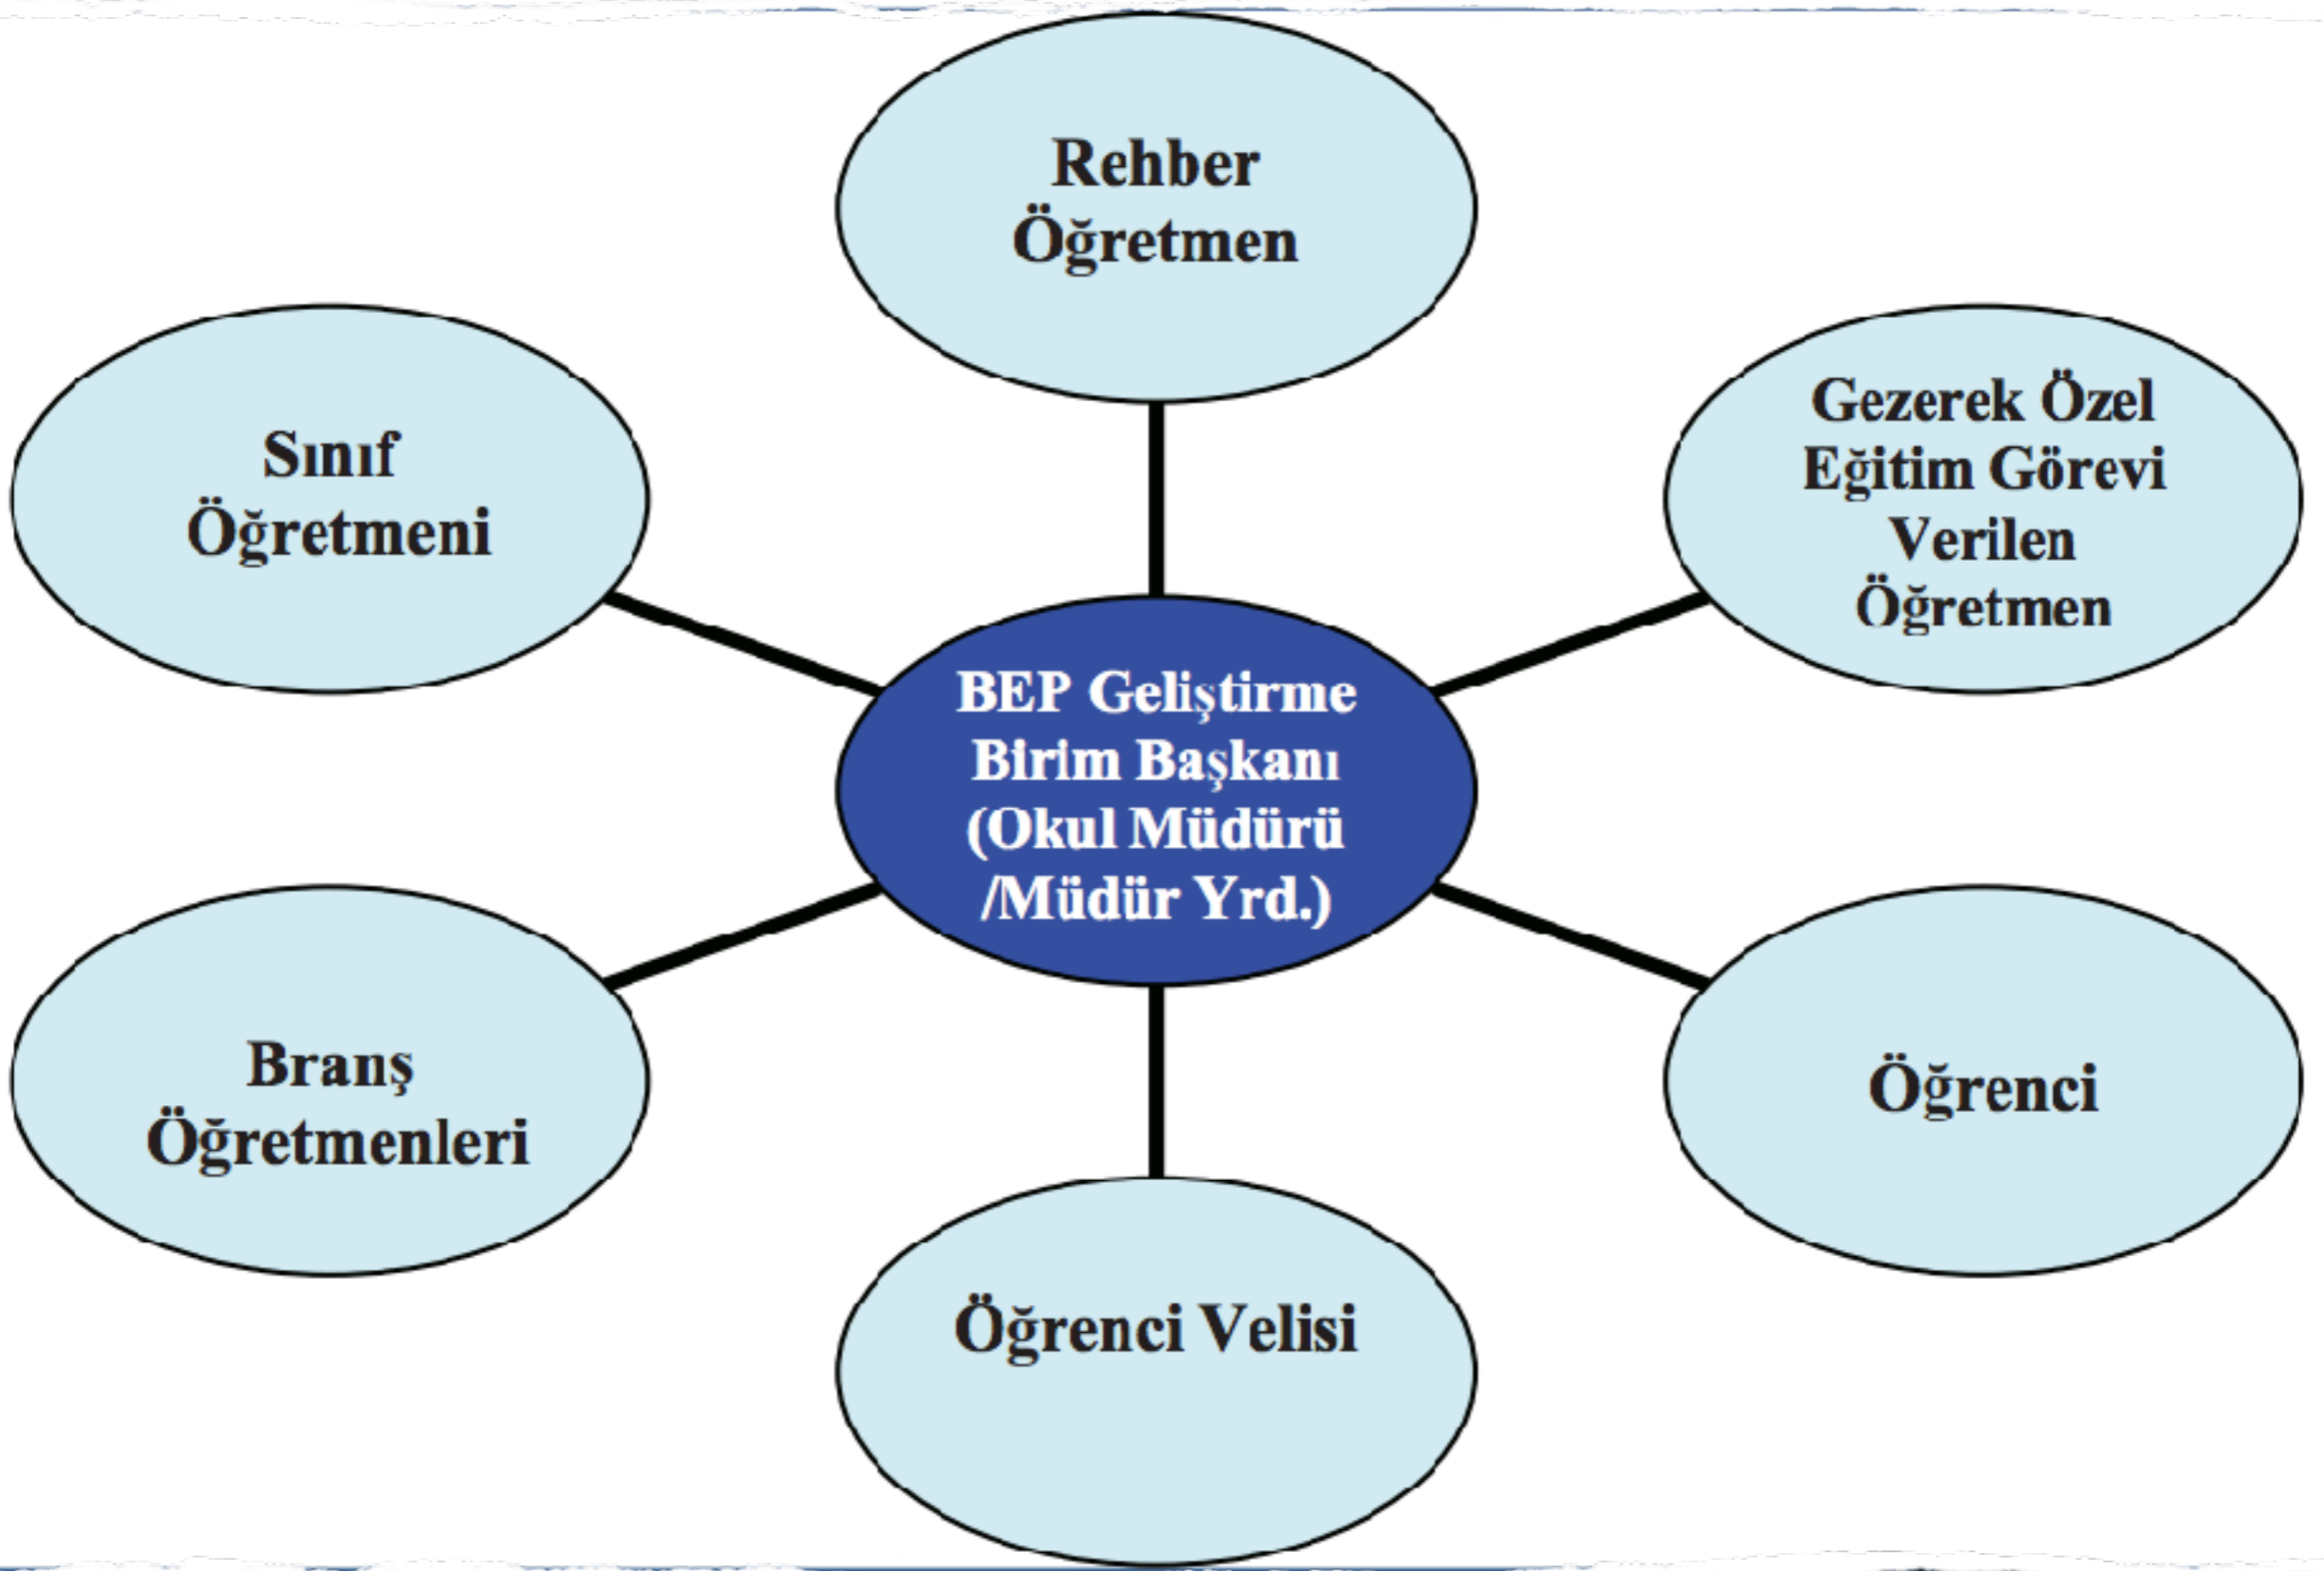 Rehber
Öğretmen
Sınıf
Öğretmeni
Gezerek Özel
Eğitim Görevi
Verilen
Öğretmen
BEP Geliştirme
Birim Başkanı
(Okul Müdürü
/Müdür Yrd.)
Branş
Öğretmenleri
Öğrenci
Öğrenci Velisi